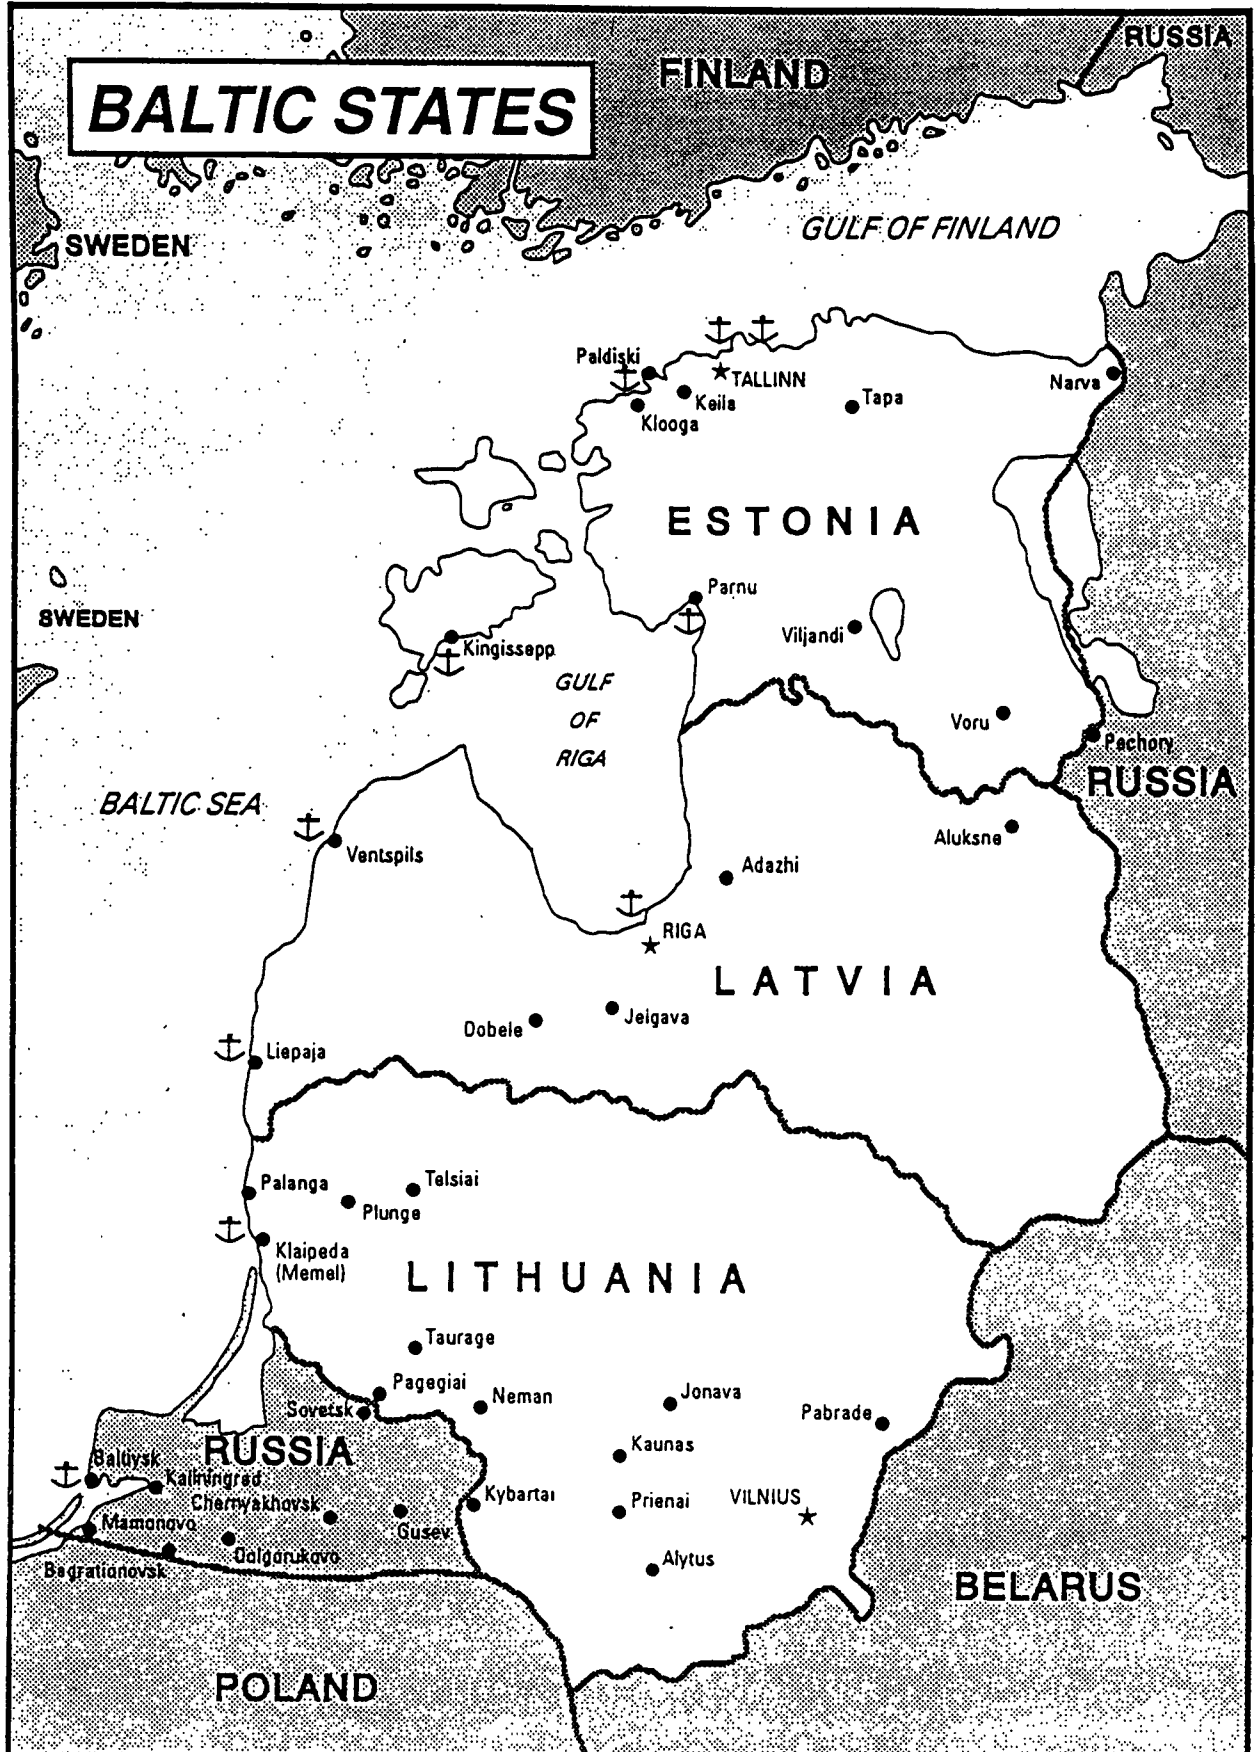 RUSSIA
FINLAND
BALTIC STATES
GULF OF FINLAND
SWEDEN
Paldiski
TALLINN
Narva
Keila
Tapa
Klooga
ESTONIA
Parnu
SWEDEN
Viljandi
Kingissepp
GULF
OF
RIGA
Voru
Pechory
RUSSIA
BALTIC SEA
Aluksne
Ventspils
Adazhi
RIGA
LATVIA
Jelgava
Dobele
Liepaja
Telsiai
Palanga
Plunge
Klaipeda
(Memel)
LITHUANIA
Taurage
Pagegiai
Neman
Jonava
Sovetsk
Pabrade
RUSSIA
Kaunas
Baltiysk
Kaliningrad
Kybartai
Chernyakhovsk
Prienai
VILNIUS
Mamonovo
Gusev
Dolgorukovo
Alytus
Bagrationovsk
BELARUS
POLAND